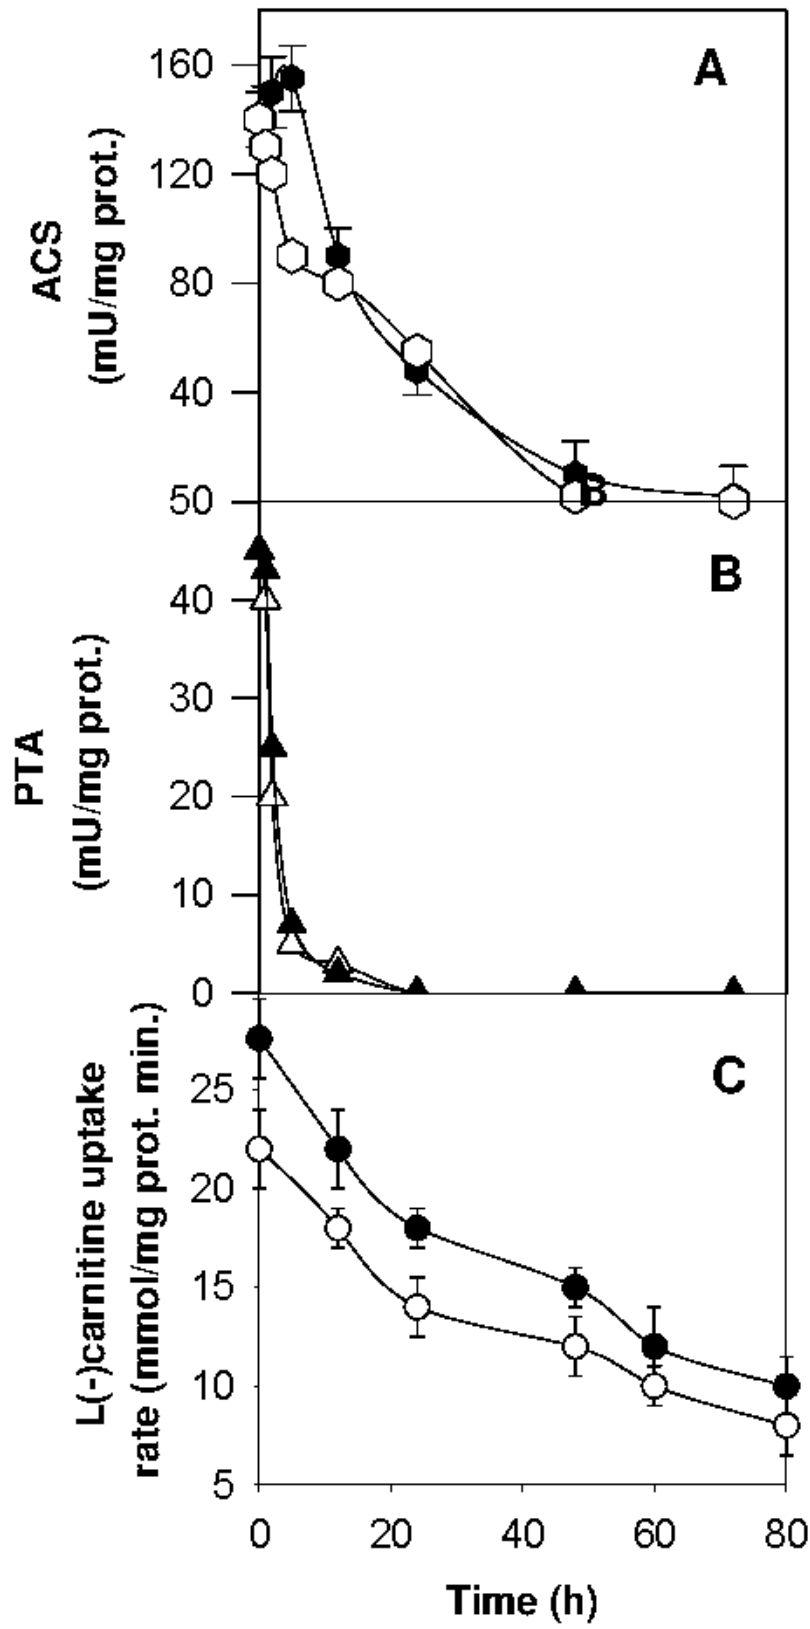 A
160
120
80
40
50
ACS
(mU/mg prot.)
B
B
40
30
20
10
0
PTA
(mU/mg prot.)
C
25
20
15
10
5
L(-)carnitine uptake
rate (mmol/mg prot. min.)
0 20 40 60 80
Time (h)